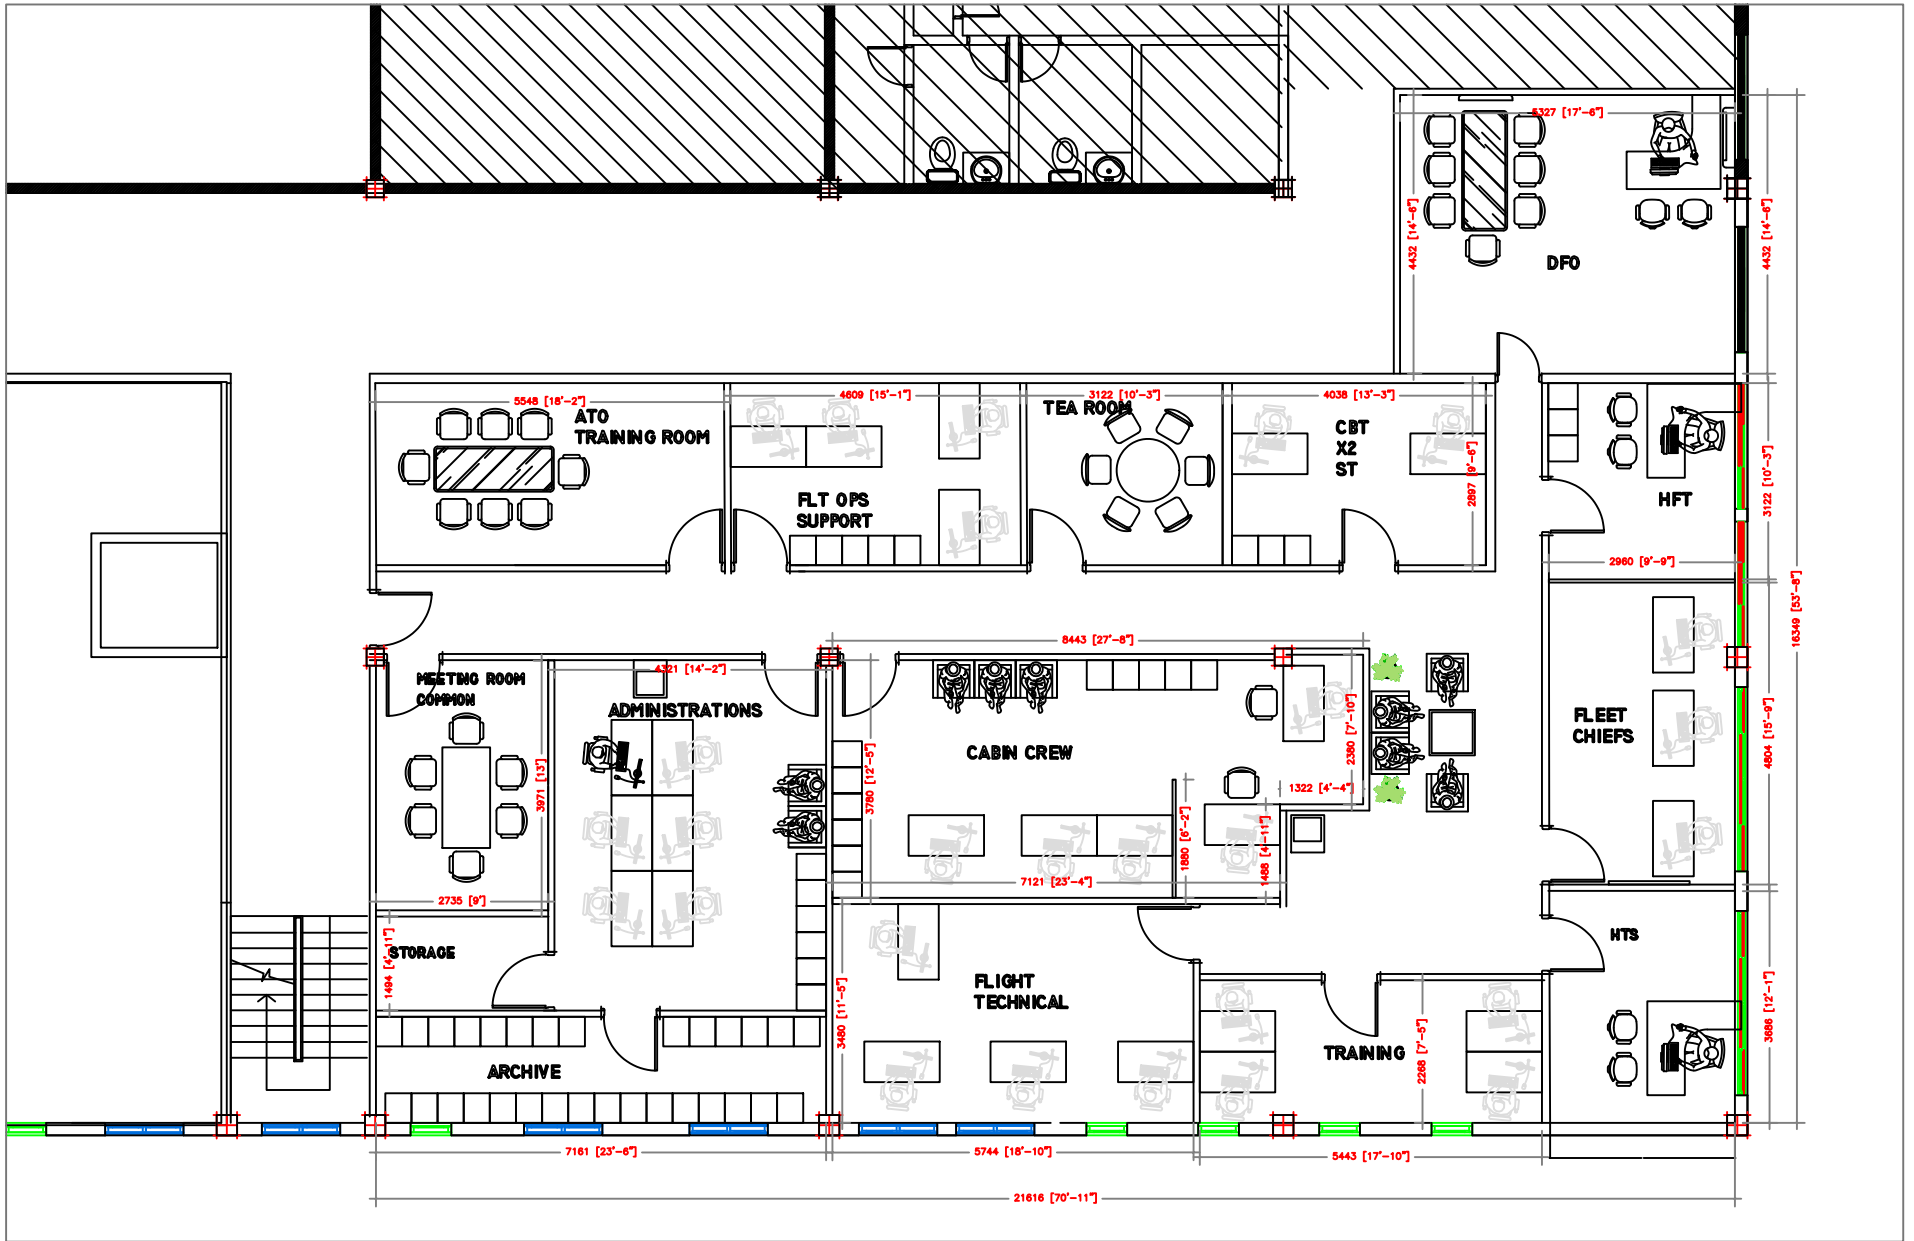 5327 [17'-6"]
4432 [14'-6"]
4432 [14'-6"]
DFO
5548 [18'-2"]
4609 [15'-1"]
3122 [10'-3"]
4038 [13'-3"]
ATO
TRAINING ROOM
TEA ROOM
CBT
X2
ST
2897 [9'-6"]
3122 [10'-3"]
FLT OPS
SUPPORT
HFT
2960 [9'-9"]
16349 [53'-8"]
8443 [27'-8"]
4321 [14'-2"]
MEETING ROOM
COMMON
ADMINISTRATIONS
2380 [7'-10"]
FLEET
CHIEFS
4804 [15'-9"]
CABIN CREW
3971 [13']
3780 [12'-5"]
1322 [4'-4"]
1880 [6'-2"]
1488 [4'-11"]
7121 [23'-4"]
2735 [9']
STORAGE
1494 [4'-11"]
HTS
FLIGHT
TECHNICAL
3480 [11'-5"]
3686 [12'-1"]
TRAINING
2268 [7'-5"]
ARCHIVE
7161 [23'-6"]
5744 [18'-10"]
5443 [17'-10"]
21616 [70'-11"]